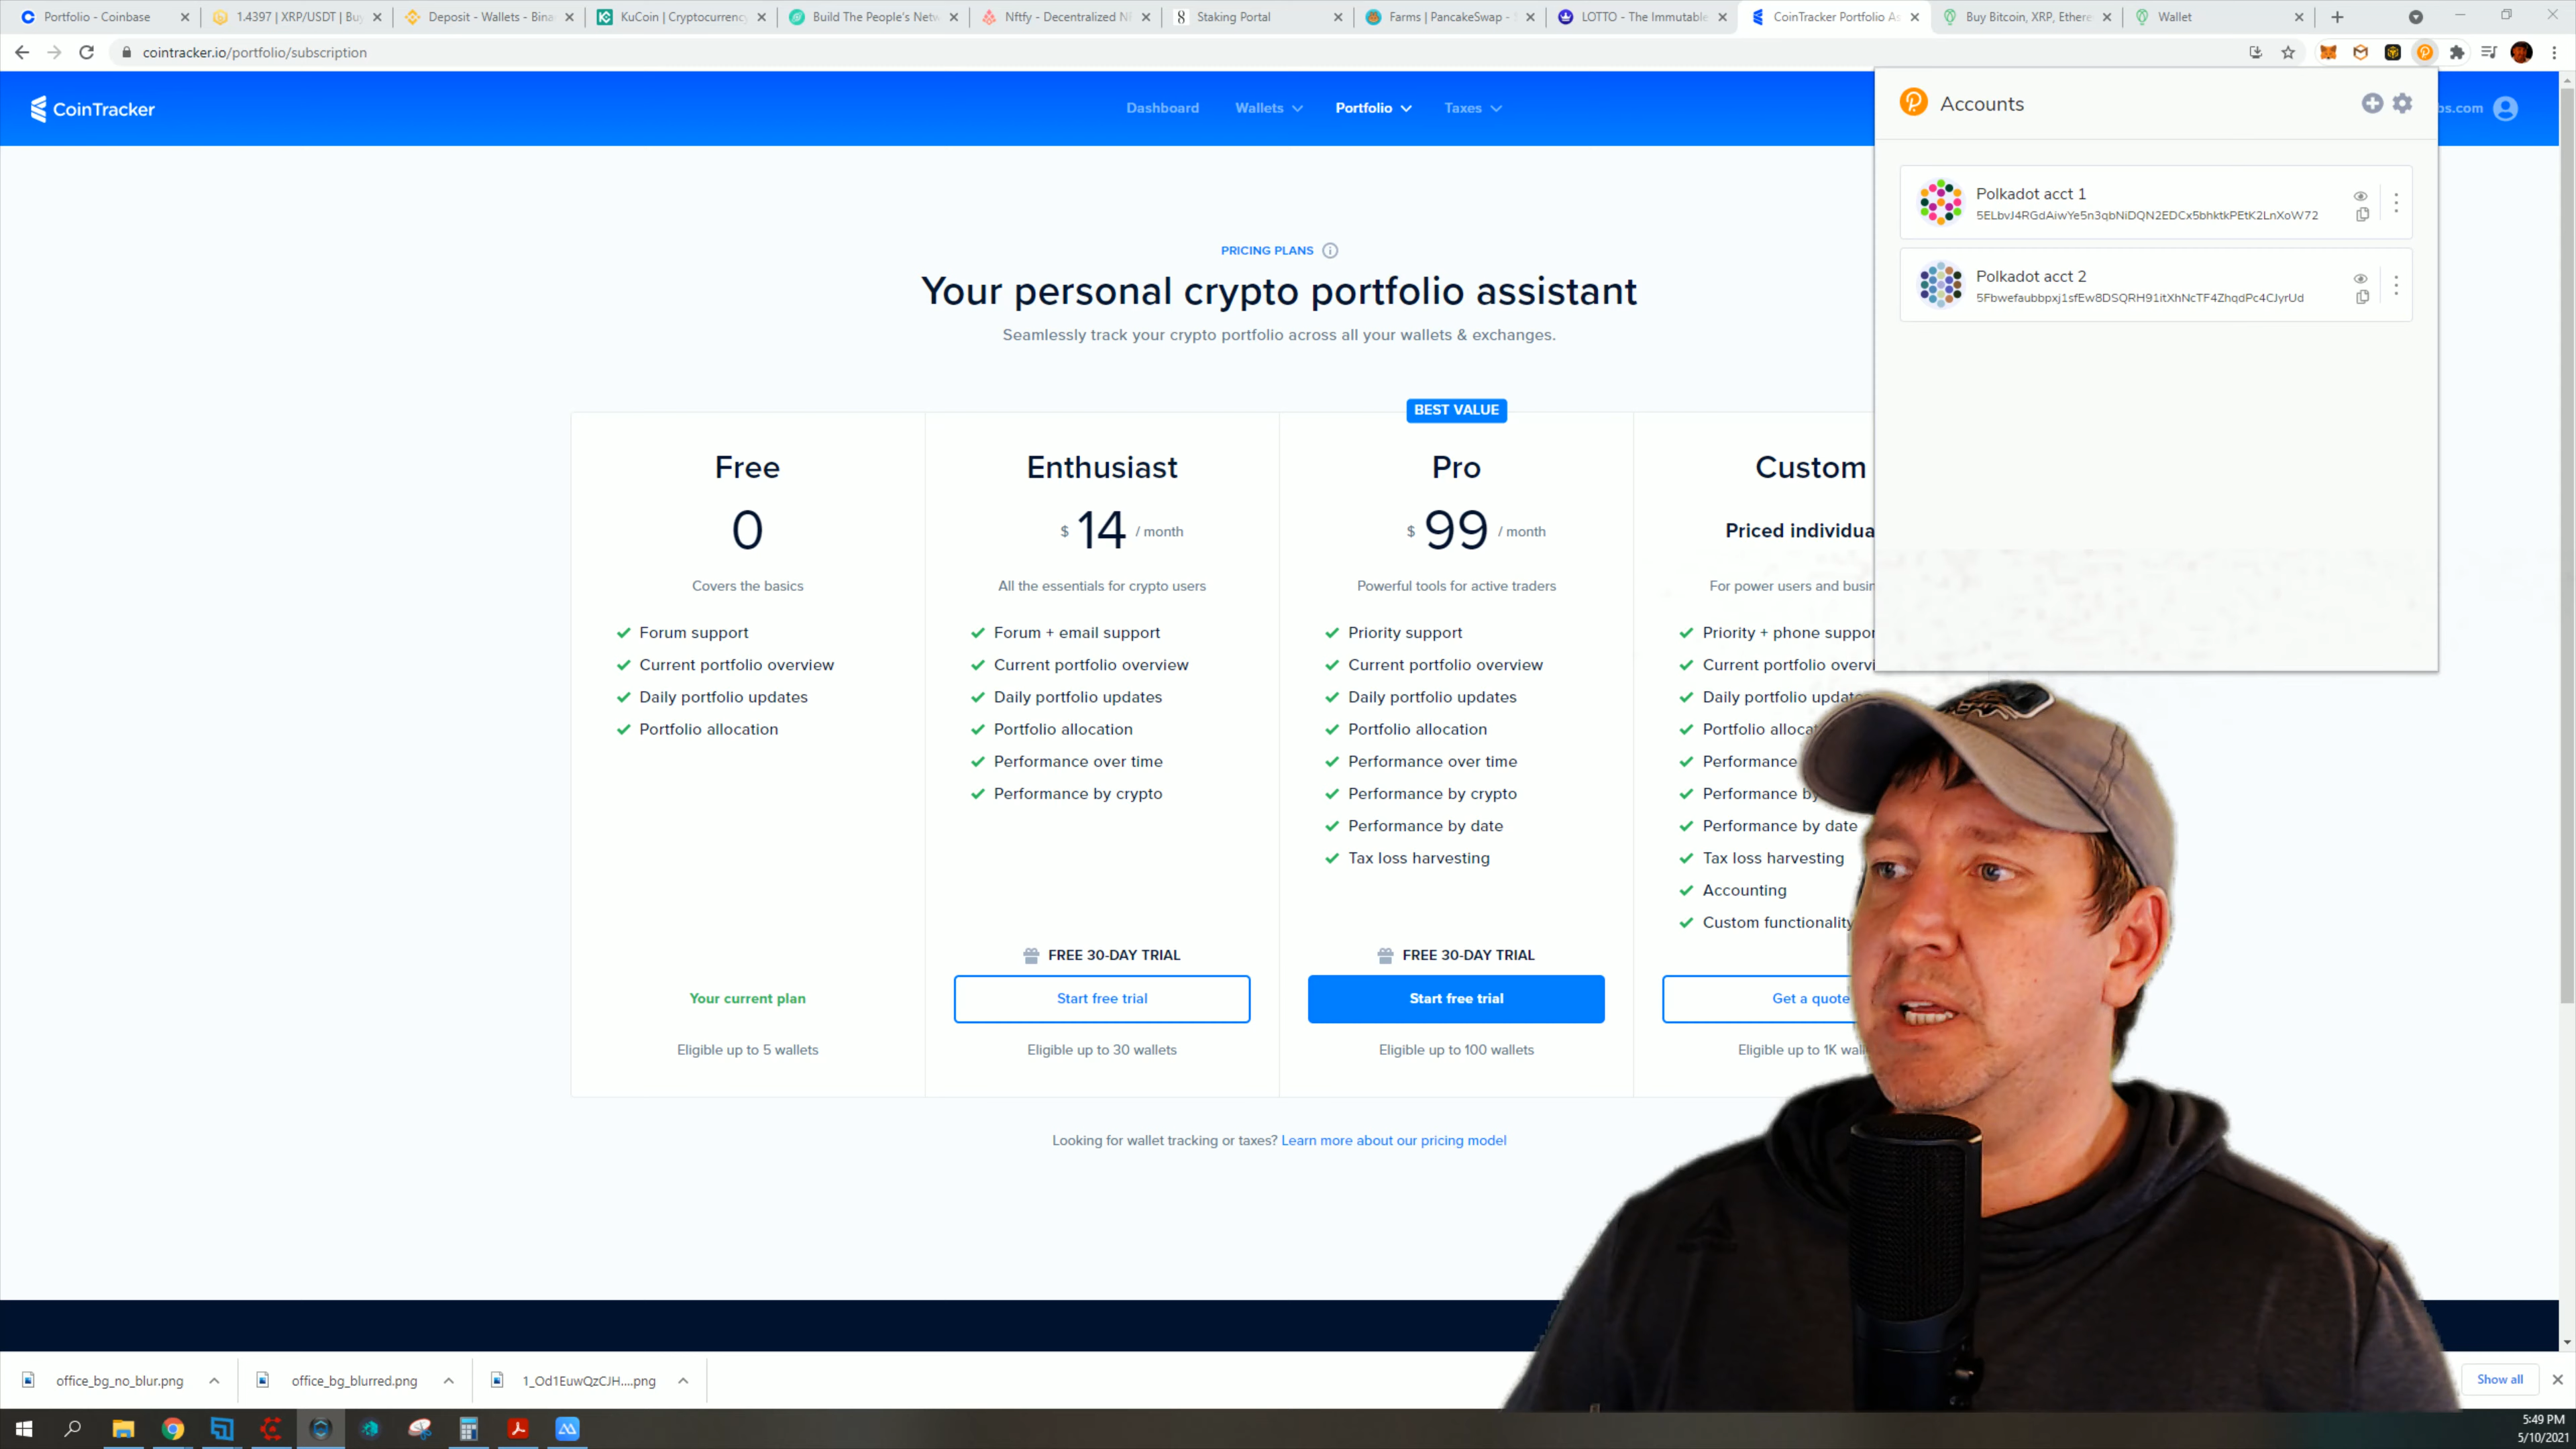 Portfolio - Coinbase
1.4397 | XRP/USDT | Bu
Deposit - Wallets - Bina
KuCoin | Cryptocurrency
Build The People's Netw
Nftfy - Decentralized NF
Staking Portal
Farms | PancakeSwap -
LOTTO - The Immutable
CoinTracker Portfolio As
Buy Bitcoin, XRP, Ethere
Wallet
cointracker.io/portfolio/subscription
CoinTracker
Dashboard
Wallets
Portfolio
Taxes
bs.com
Accounts
Polkadot acct 1
5ELbvJ4RGdAiwYe5n3qbNiDQN2EDCx5bhktkPEtK2LnXoW72
Polkadot acct 2
5Fbwefaubbpxj1sfEw8DSQRH91itXhNcTF4ZhqdPc4CJyrUd
PRICING PLANS
Your personal crypto portfolio assistant
Seamlessly track your crypto portfolio across all your wallets & exchanges.
Free
0
Covers the basics
Forum support
Current portfolio overview
Daily portfolio updates
Portfolio allocation
Your current plan
Eligible up to 5 wallets
Enthusiast
$ 14 / month
All the essentials for crypto users
Forum + email support
Current portfolio overview
Daily portfolio updates
Portfolio allocation
Performance over time
Performance by crypto
FREE 30-DAY TRIAL
Start free trial
Eligible up to 30 wallets
BEST VALUE
Pro
$ 99 / month
Powerful tools for active traders
Priority support
Current portfolio overview
Daily portfolio updates
Portfolio allocation
Performance over time
Performance by crypto
Performance by date
Tax loss harvesting
FREE 30-DAY TRIAL
Start free trial
Eligible up to 100 wallets
Custom
Priced individua
For power users and busin
Priority + phone suppor
Current portfolio overvi
Daily portfolio update
Portfolio alloca
Performance
Performance by
Performance by date
Tax loss harvesting
Accounting
Custom functionality
Get a quote
Eligible up to 1K wall
Looking for wallet tracking or taxes? Learn more about our pricing model
office_bg_no_blur.png
office_bg_blurred.png
1_Od1EuwQzCJH....png
Show all
5:49 PM
5/10/2021